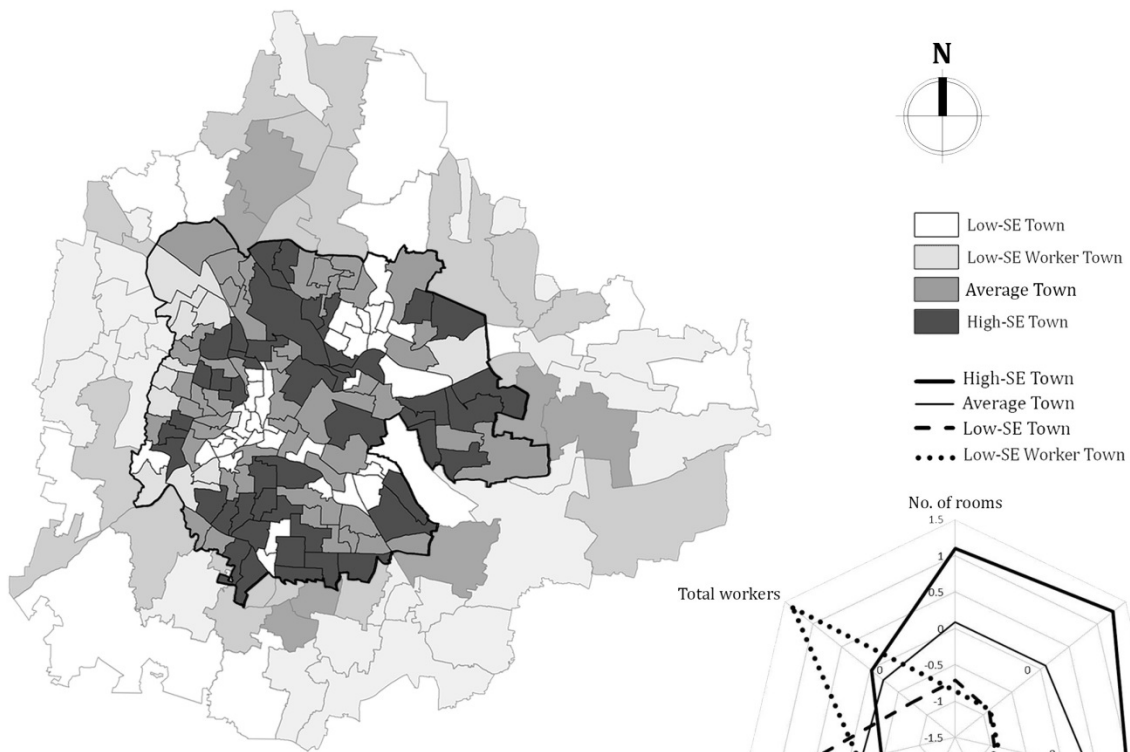 N
Low-SE Town
Low-SE Worker Town
Average Town
High-SE Town
High-SE Town
Average Town
Low-SE Town
Low-SE Worker Town
No. of rooms
1.5
1
0.5
0
-0.5
-1
-1.5
Total workers
0